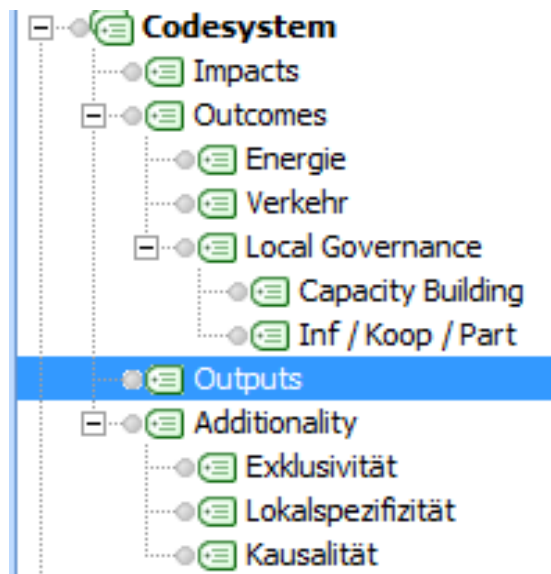 Codesystem
Impacts
Outcomes
Energie
Verkehr
Local Governance
Capacity Building
Inf / Koop / Part
Outputs
Additionality
Exklusivität
Lokalspezifizität
Kausalität